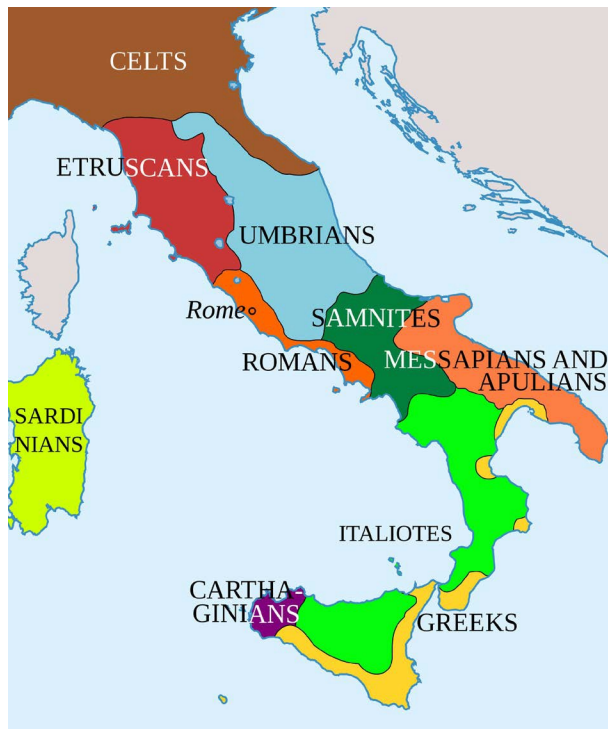 CELTS
ETRUSCANS
UMBRIANS
Rome
SAMNITES
ROMANS
MESSAPIANS AND
APULIANS
SARDI
NIANS
ITALIOTES
CARTHA-
GINIANS
GREEKS